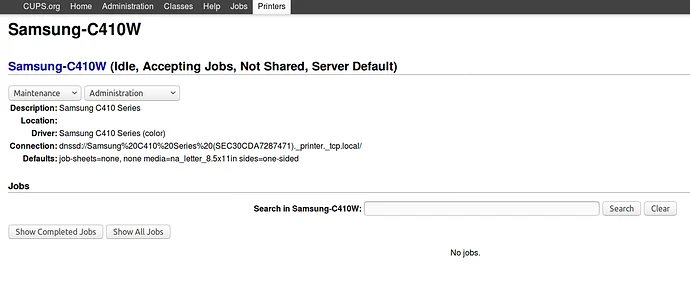 CUPS.org Home Administration Classes Help Jobs Printers
Samsung-C410W
Samsung-C410W (Idle, Accepting Jobs, Not Shared, Server Default)
Maintenance Administration
Description: Samsung C410 Series
Location:
Driver: Samsung C410 Series (color)
Connection: dnssd://Samsung%20C410%20Series%20(SEC30CDA7287471)._printer._tcp.local/
Defaults: job-sheets=none, none media=na_letter_8.5x11in sides=one-sided
Jobs
Search in Samsung-C410W: Search Clear
Show Completed Jobs Show All Jobs
No jobs.